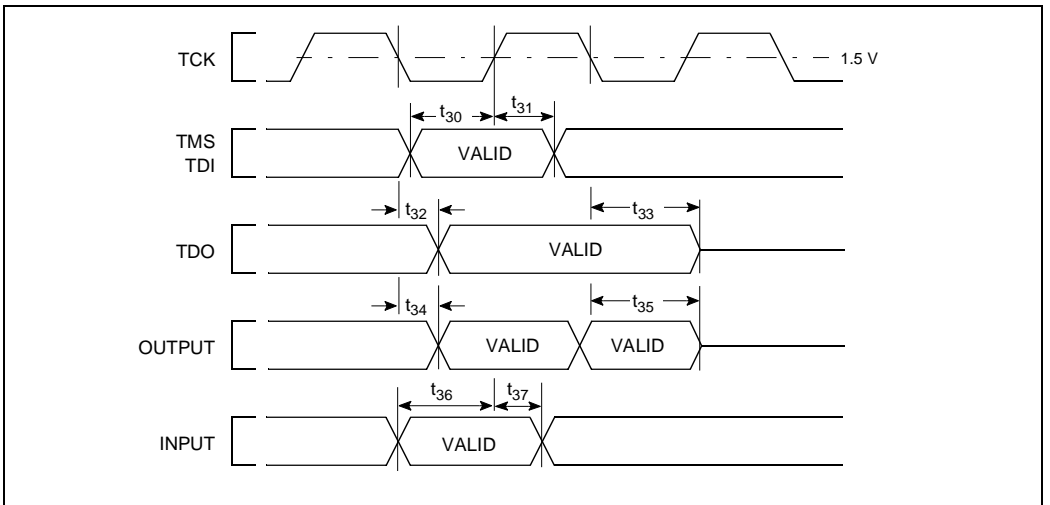 TCK
1.5 V
t30
t31
TMS
TDI
VALID
t32
t33
TDO
VALID
t34
t35
OUTPUT
VALID
VALID
t36
t37
INPUT
VALID